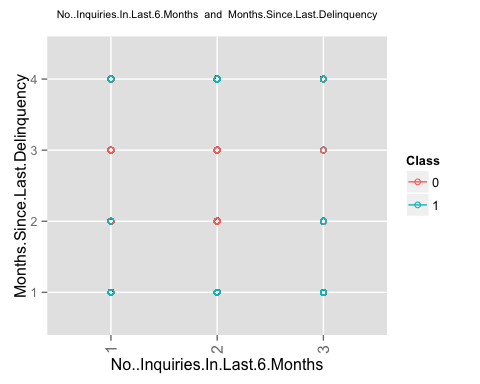 No..Inquiries.In.Last.6.Months and Months.Since.Last.Delinquency
Months.Since.Last.Delinquency
4
3
2
1
1
2
3
No..Inquiries.In.Last.6.Months
Class
0
1